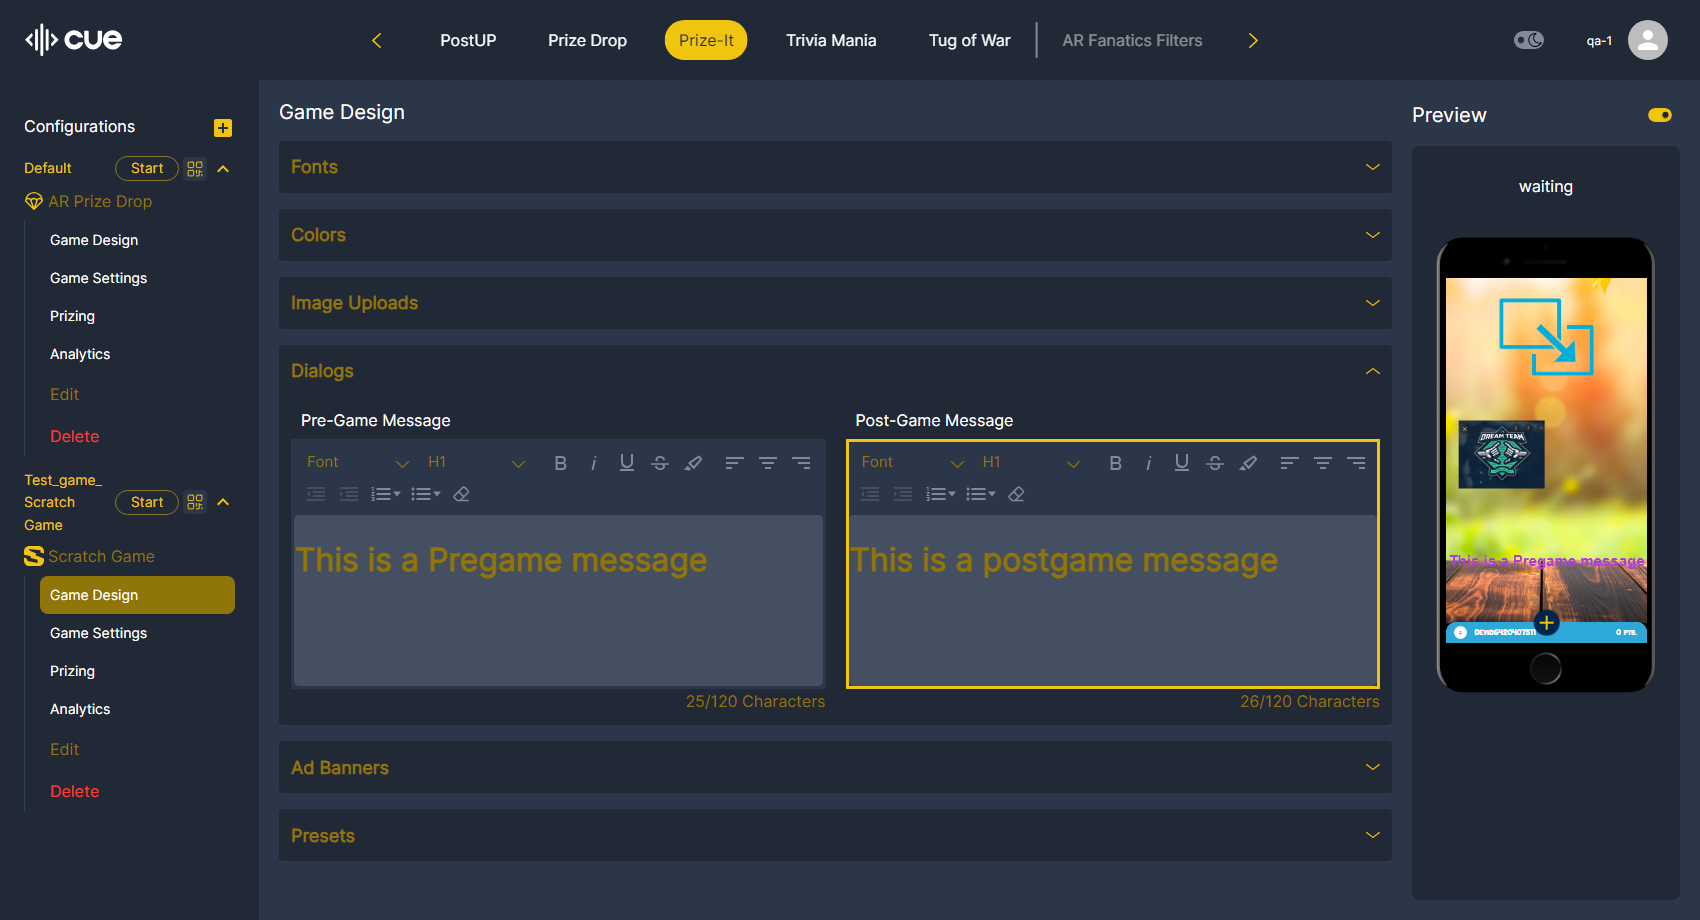 cue
PostUP
Prize Drop
Prize-It
Trivia Mania
Tug of War
AR Fanatics Filters
qa-1
Configurations
Default
Start
AR Prize Drop
Game Design
Game Settings
Prizing
Analytics
Edit
Delete
Test_game_
Scratch
Game
Start
Scratch Game
Game Design
Game Settings
Prizing
Analytics
Edit
Delete
Game Design
Fonts
Colors
Image Uploads
Dialogs
Pre-Game Message
Font
H1
B i U S
This is a Pregame message
25/120 Characters
Post-Game Message
Font
H1
B i U S
This is a postgame message
26/120 Characters
Ad Banners
Presets
Preview
waiting
DREAM TEAM
This is a Pregame message
0 PTS.